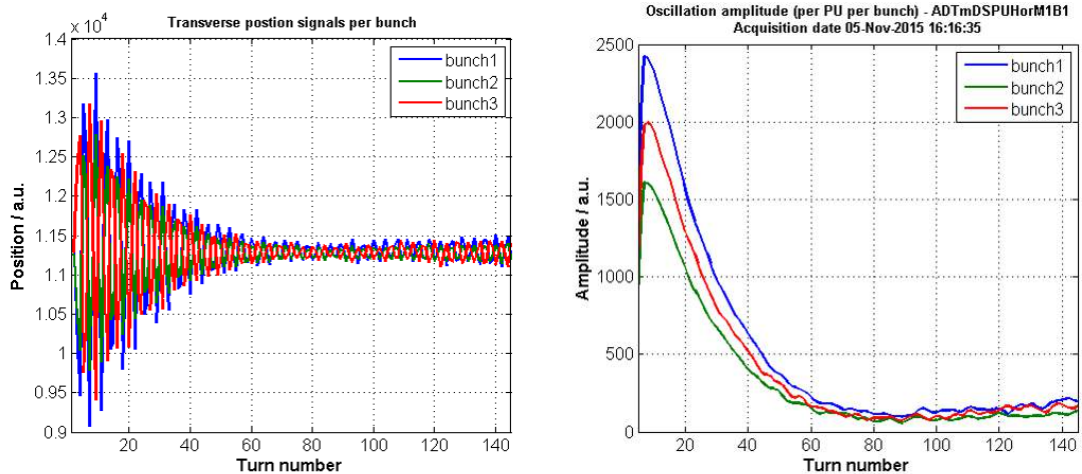 Transverse postion signals per bunch
x 10⁴
1.4
1.35
1.3
1.25
1.2
1.15
1.1
1.05
1
0.95
0.9
20 40 60 80 100 120 140
Position / a.u.
Turn number
bunch1
bunch2
bunch3
Oscillation amplitude (per PU per bunch) - ADTmDSPUHorM1B1
Acquisition date 05-Nov-2015 16:16:35
2500
2000
1500
1000
500
0
20 40 60 80 100 120 140
Amplitude / a.u.
Turn number
bunch1
bunch2
bunch3